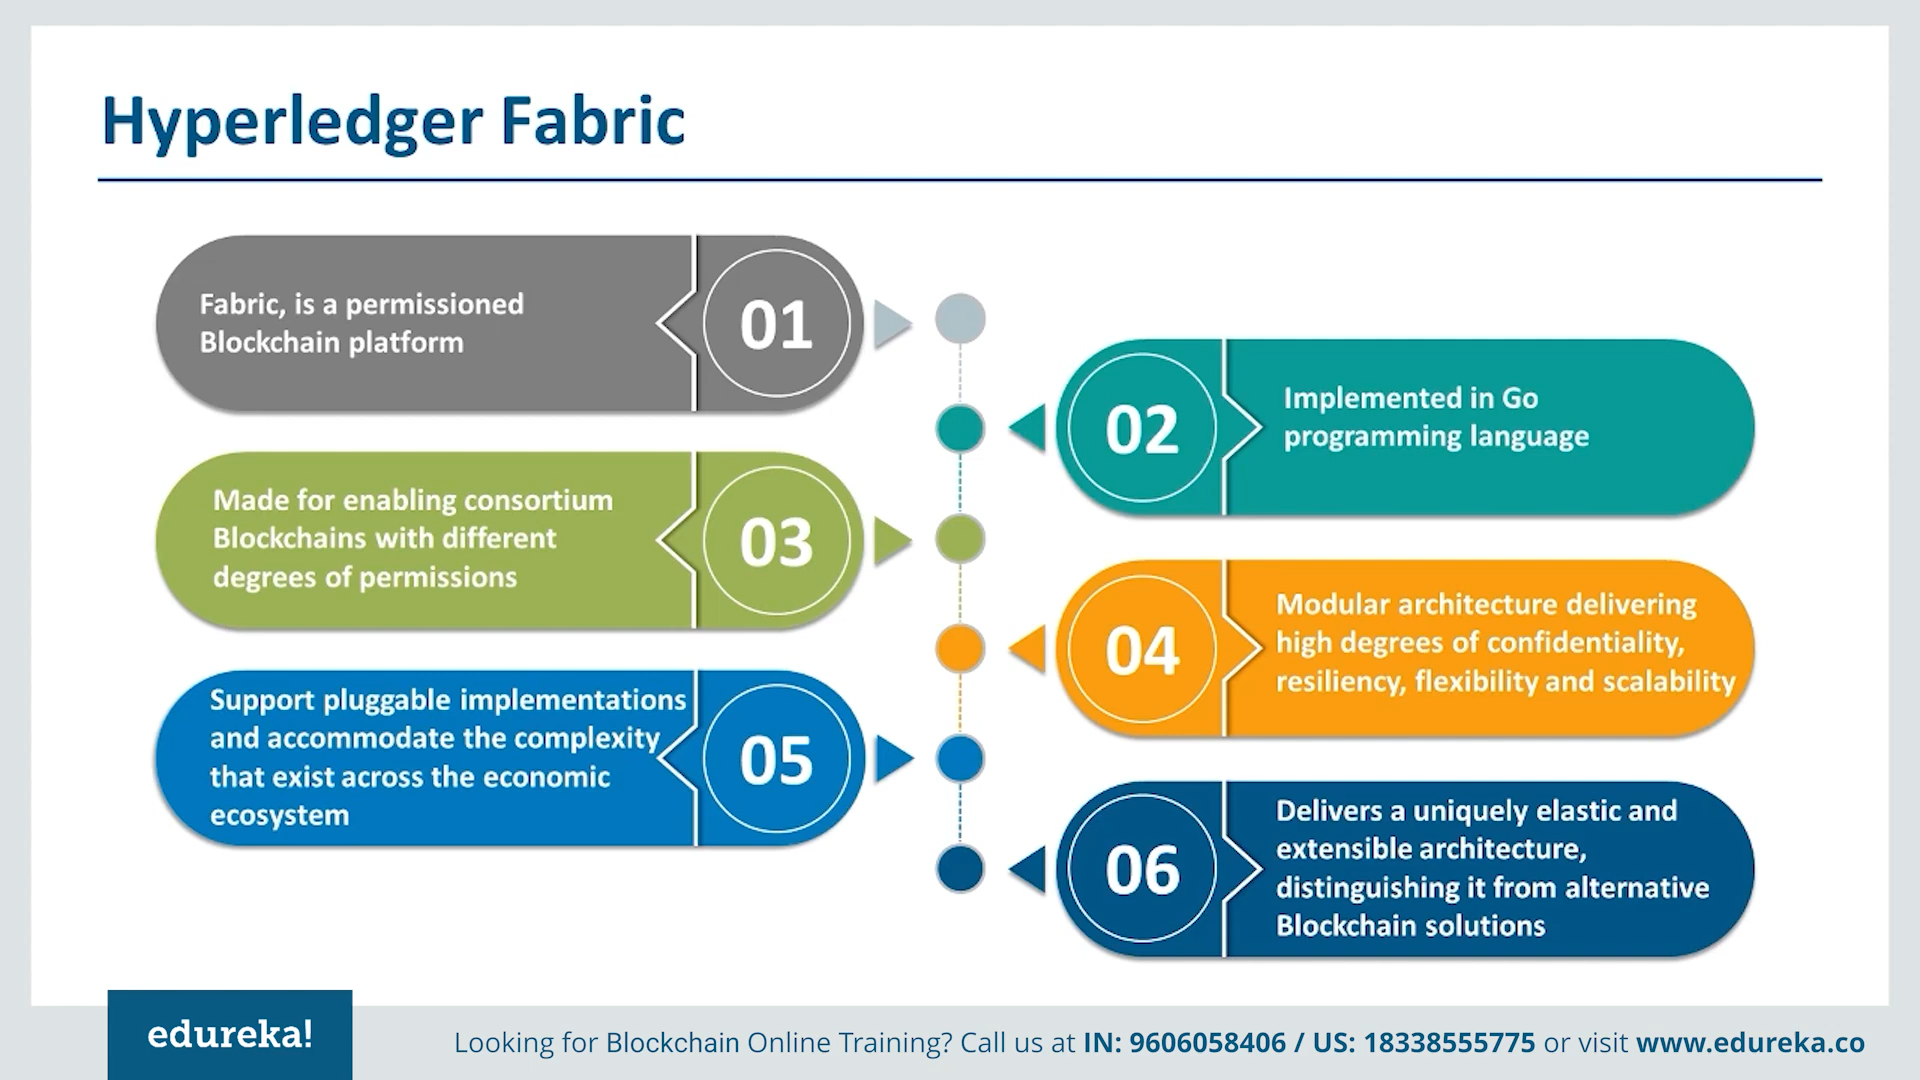 Hyperledger Fabric
Fabric, is a permissioned
Blockchain platform
01
02
Implemented in Go
programming language
Made for enabling consortium
Blockchains with different
degrees of permissions
03
04
Modular architecture delivering
high degrees of confidentiality,
resiliency, flexibility and scalability
Support pluggable implementations
and accommodate the complexity
that exist across the economic
ecosystem
05
06
Delivers a uniquely elastic and
extensible architecture,
distinguishing it from alternative
Blockchain solutions
edureka!
Looking for Blockchain Online Training? Call us at IN: 9606058406 / US: 18338555775 or visit www.edureka.co